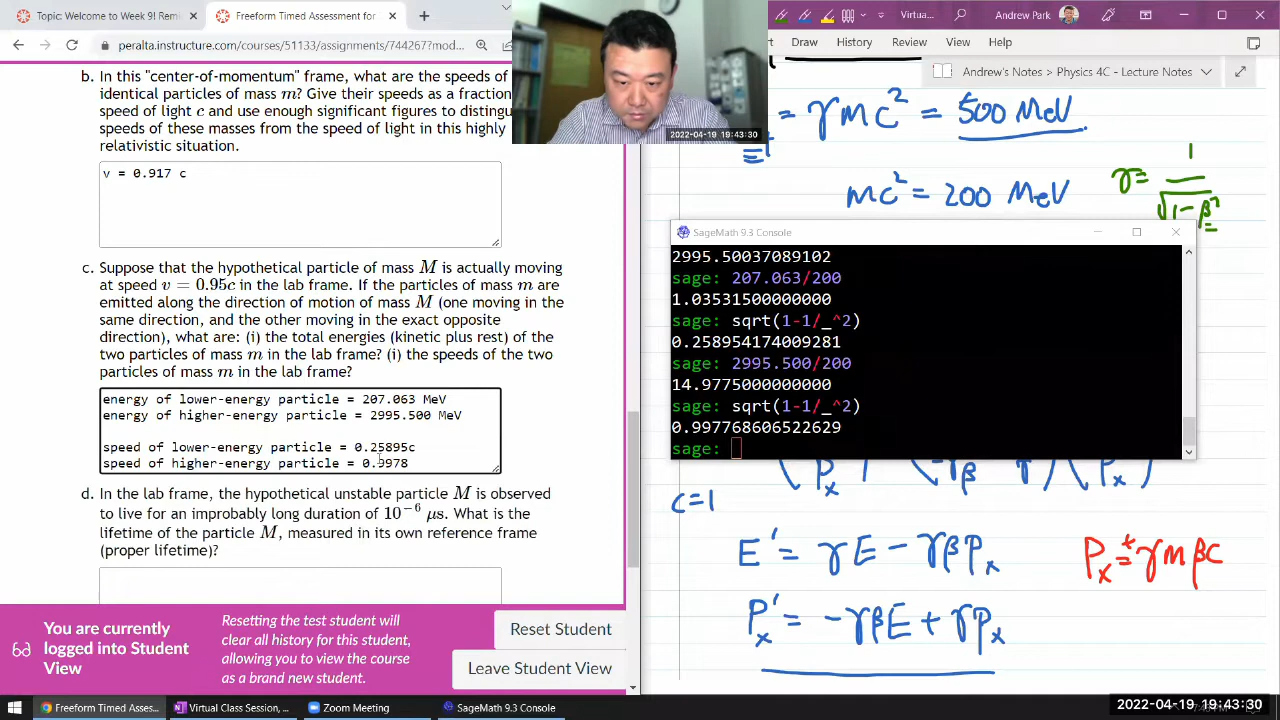 Topic: Welcome to Week 9! Rem
Freeform Timed Assessment for
Virtua...
Andrew Park
peralta.instructure.com/courses/51133/assignments/7442677mod...
Draw
History
Review
View
Help
Andrew's Notes › Physics 4C - Lecture Notes
2022-04-19 19:43:30
b. In this "center-of-momentum" frame, what are the speeds of
identical particles of mass m? Give their speeds as a fraction
speed of light c and use enough significant figures to distingu
speeds of these masses from the speed of light in this highly
relativistic situation.
v = 0.917 c
c. Suppose that the hypothetical particle of mass M is actually moving
at speed v = 0.95c in the lab frame. If the particles of mass m are
emitted along the direction of motion of mass M (one moving in the
same direction, and the other moving in the exact opposite
direction), what are: (i) the total energies (kinetic plus rest) of the
two particles of mass m in the lab frame? (i) the speeds of the two
particles of mass m in the lab frame?
energy of lower-energy particle = 207.063 MeV
energy of higher-energy particle = 2995.500 MeV
speed of lower-energy particle = 0.25895c
speed of higher-energy particle = 0.9978
d. In the lab frame, the hypothetical unstable particle M is observed
to live for an improbably long duration of 10⁻⁶ μs. What is the
lifetime of the particle M, measured in its own reference frame
(proper lifetime)?
You are currently
logged into Student
View
Resetting the test student will
clear all history for this student,
allowing you to view the course
as a brand new student.
Reset Student
Leave Student View
= γmc² = 500 MeV
mc² = 200 MeV
γ = 1/√1-β²
SageMath 9.3 Console
2995.50037089102
sage: 207.063/200
1.03531500000000
sage: sqrt(1-1/_^2)
0.258954174009281
sage: 2995.500/200
14.9775000000000
sage: sqrt(1-1/_^2)
0.997768606522629
sage:
c=1
E' = γE - γβPx
Px = ±γmβc
Px' = -γβE + γPx
Freeform Timed Asses...
Virtual Class Session, ...
Zoom Meeting
SageMath 9.3 Console
2022-04-19 19:43:30